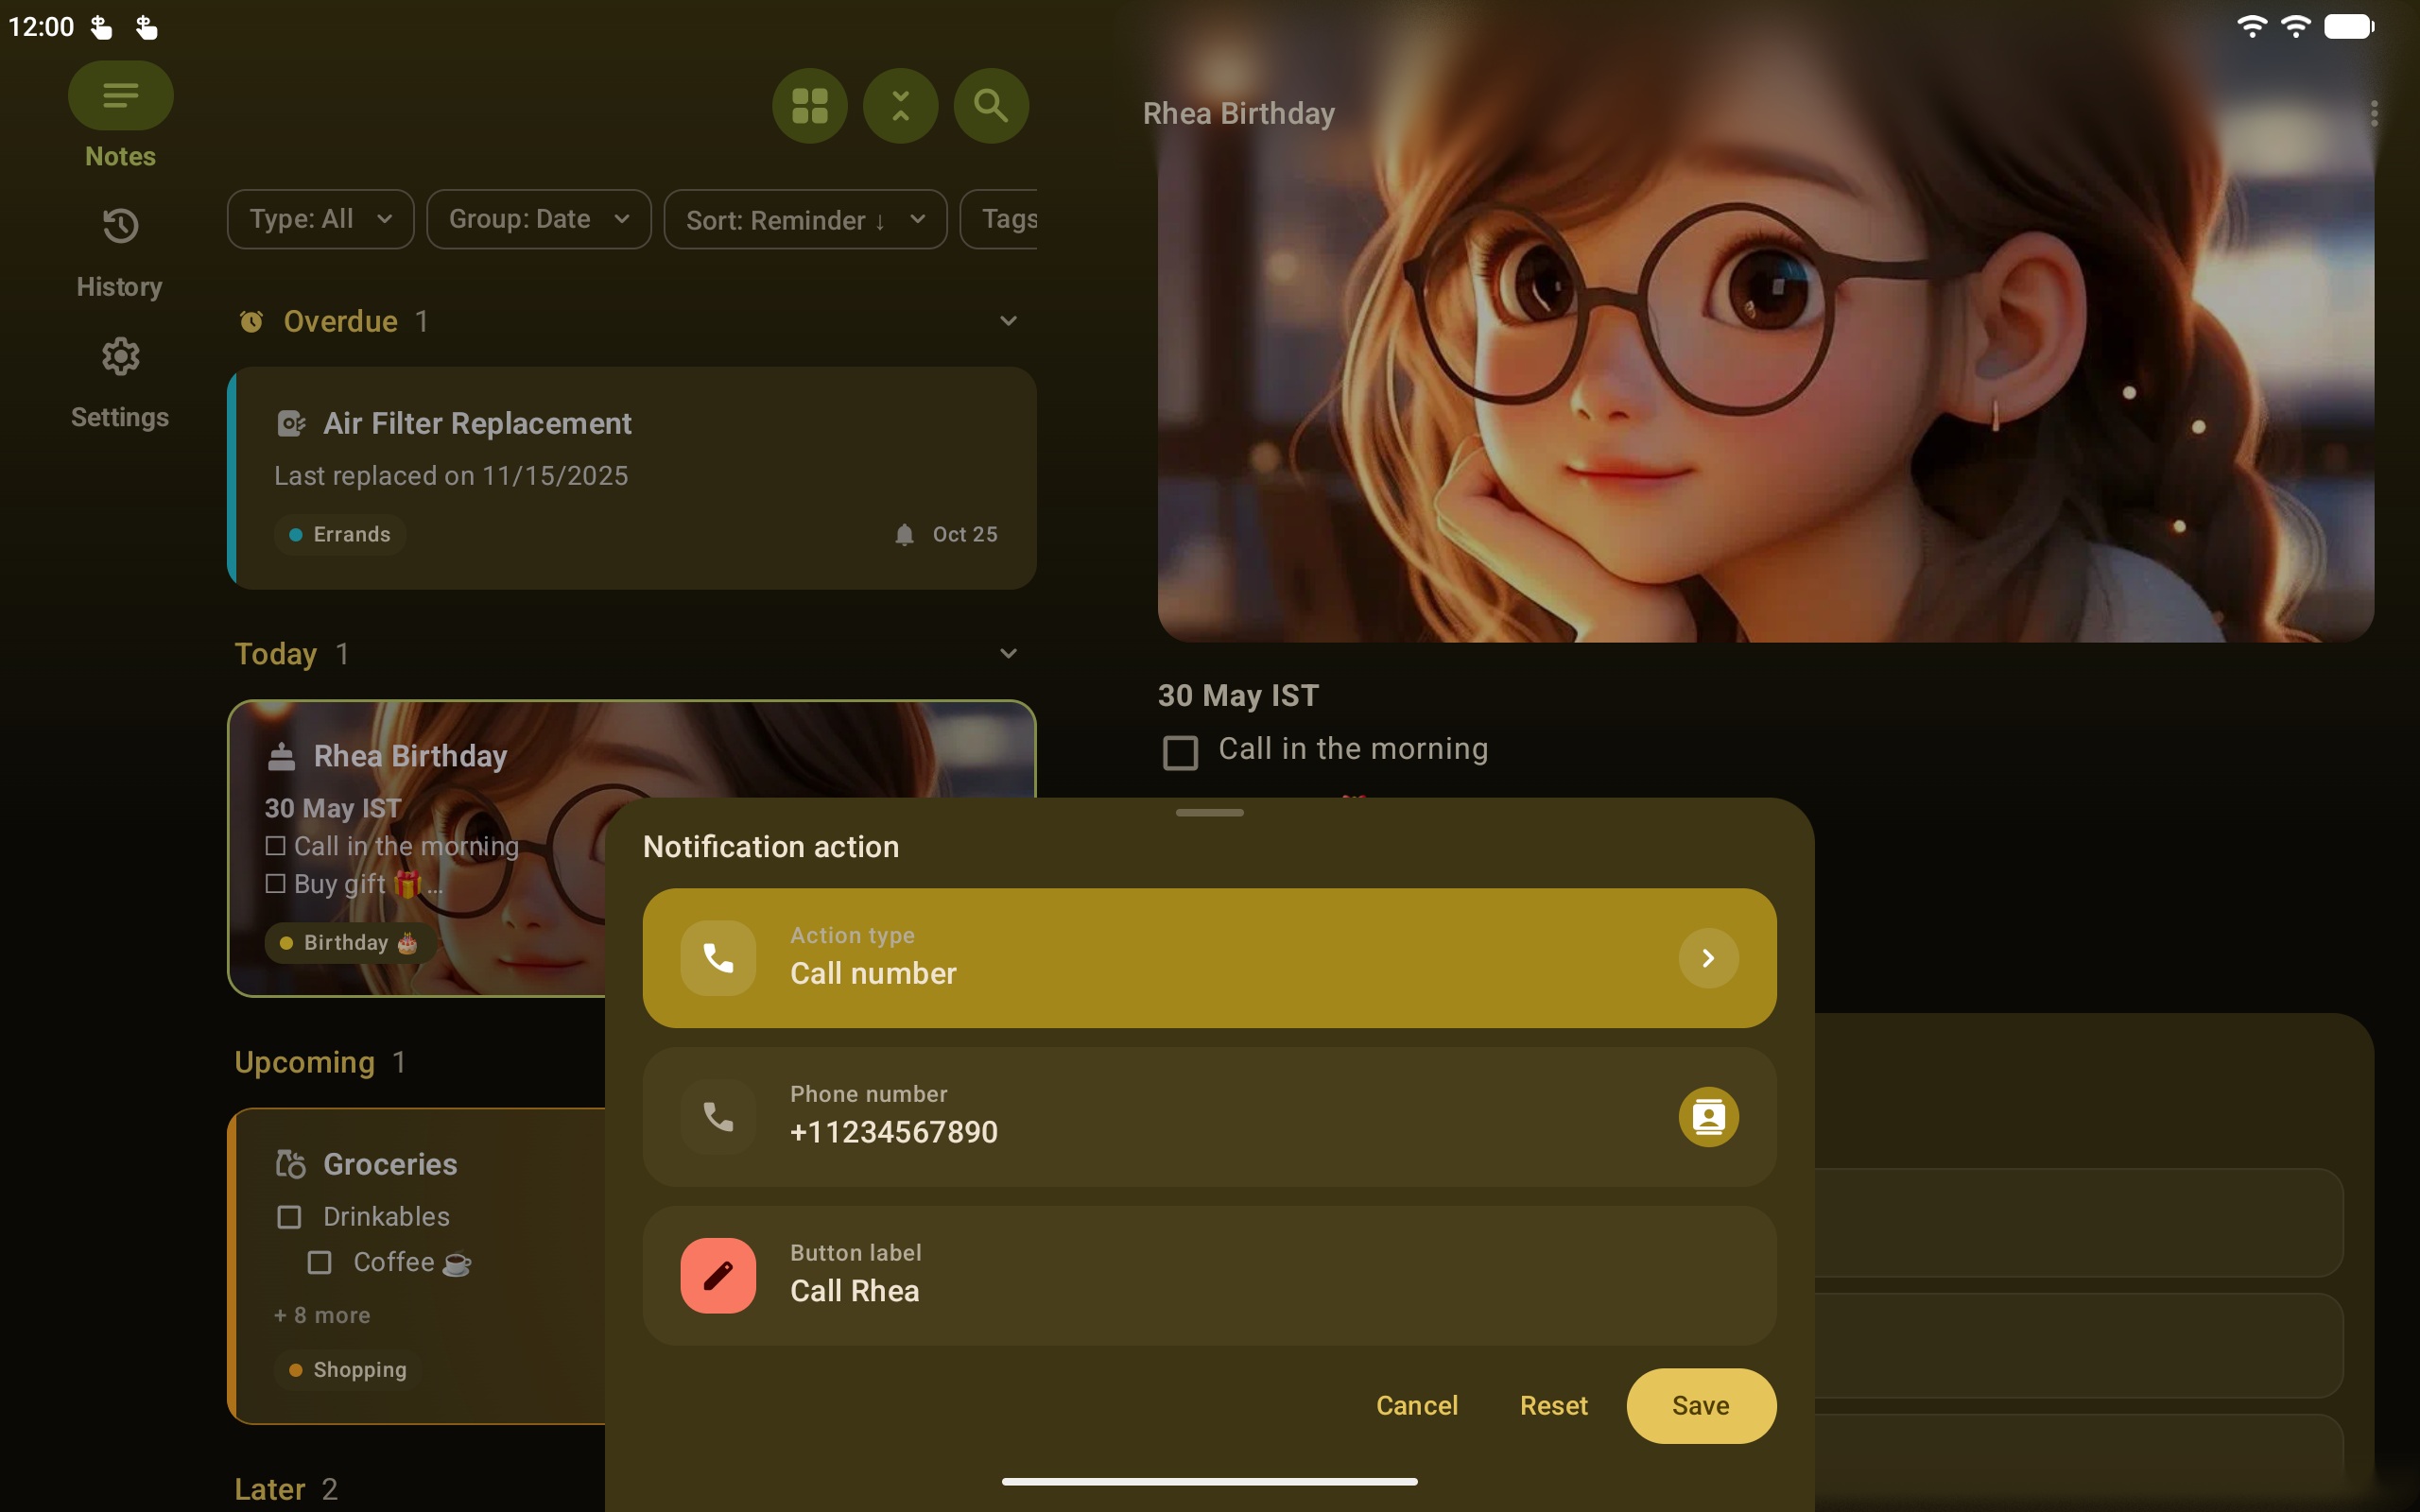 12:00
Notes
History
Settings
Type: All
Group: Date
Sort: Reminder ↓
Tags
Overdue 1
Air Filter Replacement
Last replaced on 11/15/2025
Errands
Oct 25
Today 1
Rhea Birthday
30 May IST
☐ Call in the morning
☐ Buy gift 🎁...
Birthday 🎂
Upcoming 1
Groceries
Drinkables
Coffee ☕
+ 8 more
Shopping
Later 2
Rhea Birthday
30 May IST
Call in the morning
Notification action
Action type
Call number
Phone number
+11234567890
Button label
Call Rhea
Cancel
Reset
Save